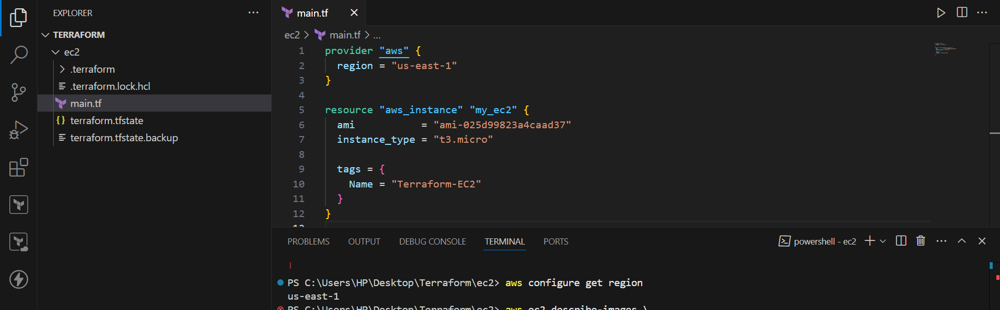 EXPLORER
TERRAFORM
ec2
.terraform
.terraform.lock.hcl
main.tf
terraform.tfstate
terraform.tfstate.backup
main.tf
ec2 > main.tf > ...
1 provider "aws" {
2 region = "us-east-1"
3 }
4
5 resource "aws_instance" "my_ec2" {
6 ami = "ami-025d99823a4caad37"
7 instance_type = "t3.micro"
8
9 tags = {
10 Name = "Terraform-EC2"
11 }
12 }
13
PROBLEMS OUTPUT DEBUG CONSOLE TERMINAL PORTS powershell - ec2
PS C:\Users\HP\Desktop\Terraform\ec2> aws configure get region
us-east-1
PS C:\Users\HP\Desktop\Terraform\ec2> aws ec2 describe-images \